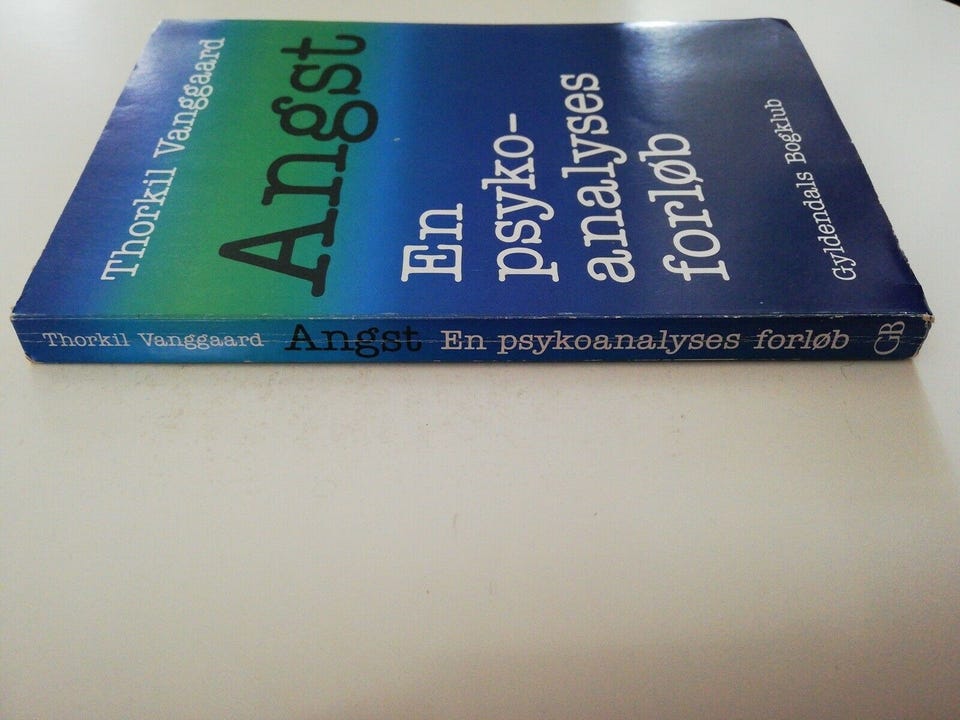 Thorkil Vanggaard
Angst
En
psyko-
analyses
forløb
Gyldendals Bogklub
Thorkil Vanggaard Angst En psykoanalyses forløb GB